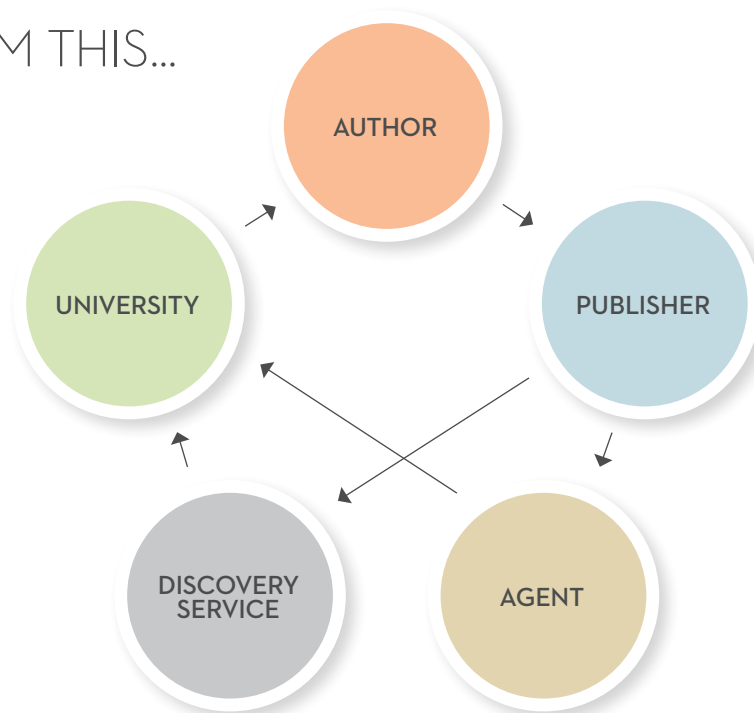 M THIS...
AUTHOR
UNIVERSITY
PUBLISHER
DISCOVERY
SERVICE
AGENT